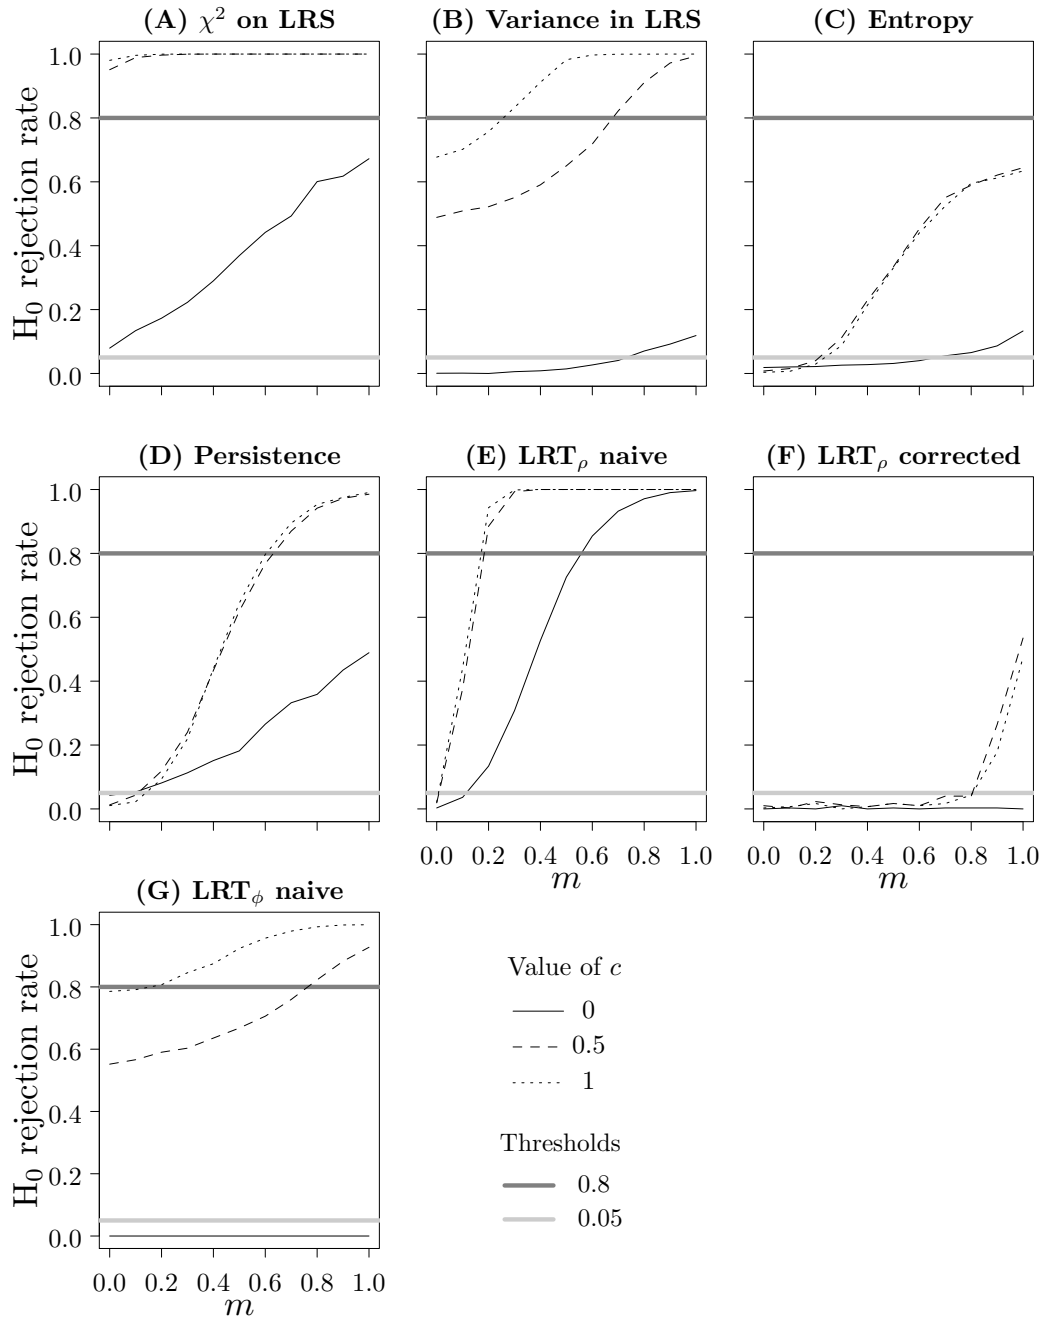 (A) χ² on LRS
(B) Variance in LRS
(C) Entropy
H₀ rejection rate
1.0
0.8
0.6
0.4
0.2
0.0
(D) Persistence
(E) LRTρ naive
(F) LRTρ corrected
H₀ rejection rate
1.0
0.8
0.6
0.4
0.2
0.0
0.0 0.2 0.4 0.6 0.8 1.0
m
0.0 0.2 0.4 0.6 0.8 1.0
m
(G) LRTϕ naive
H₀ rejection rate
1.0
0.8
0.6
0.4
0.2
0.0
0.0 0.2 0.4 0.6 0.8 1.0
m
Value of c
0
0.5
1
Thresholds
0.8
0.05